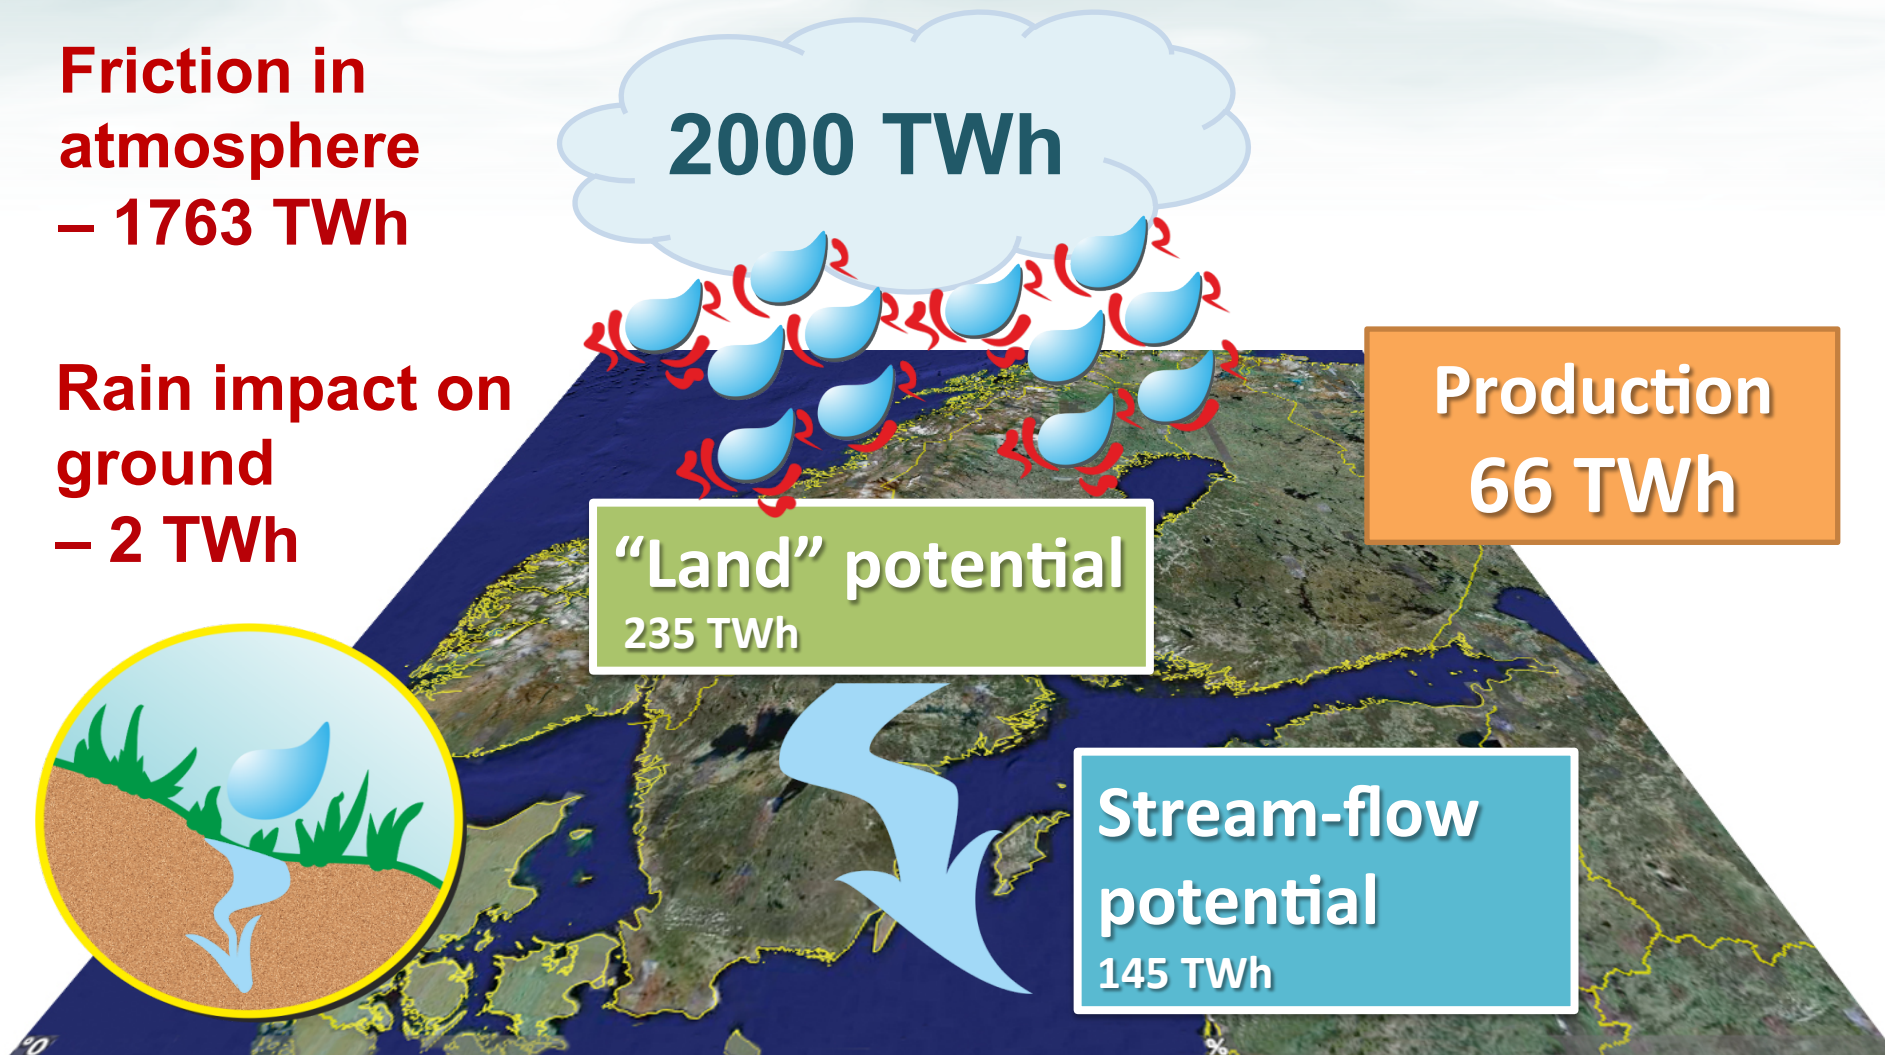 Friction in
atmosphere
– 1763 TWh
2000 TWh
Rain impact on
ground
– 2 TWh
Production
66 TWh
“Land” potential
235 TWh
Stream-flow
potential
145 TWh